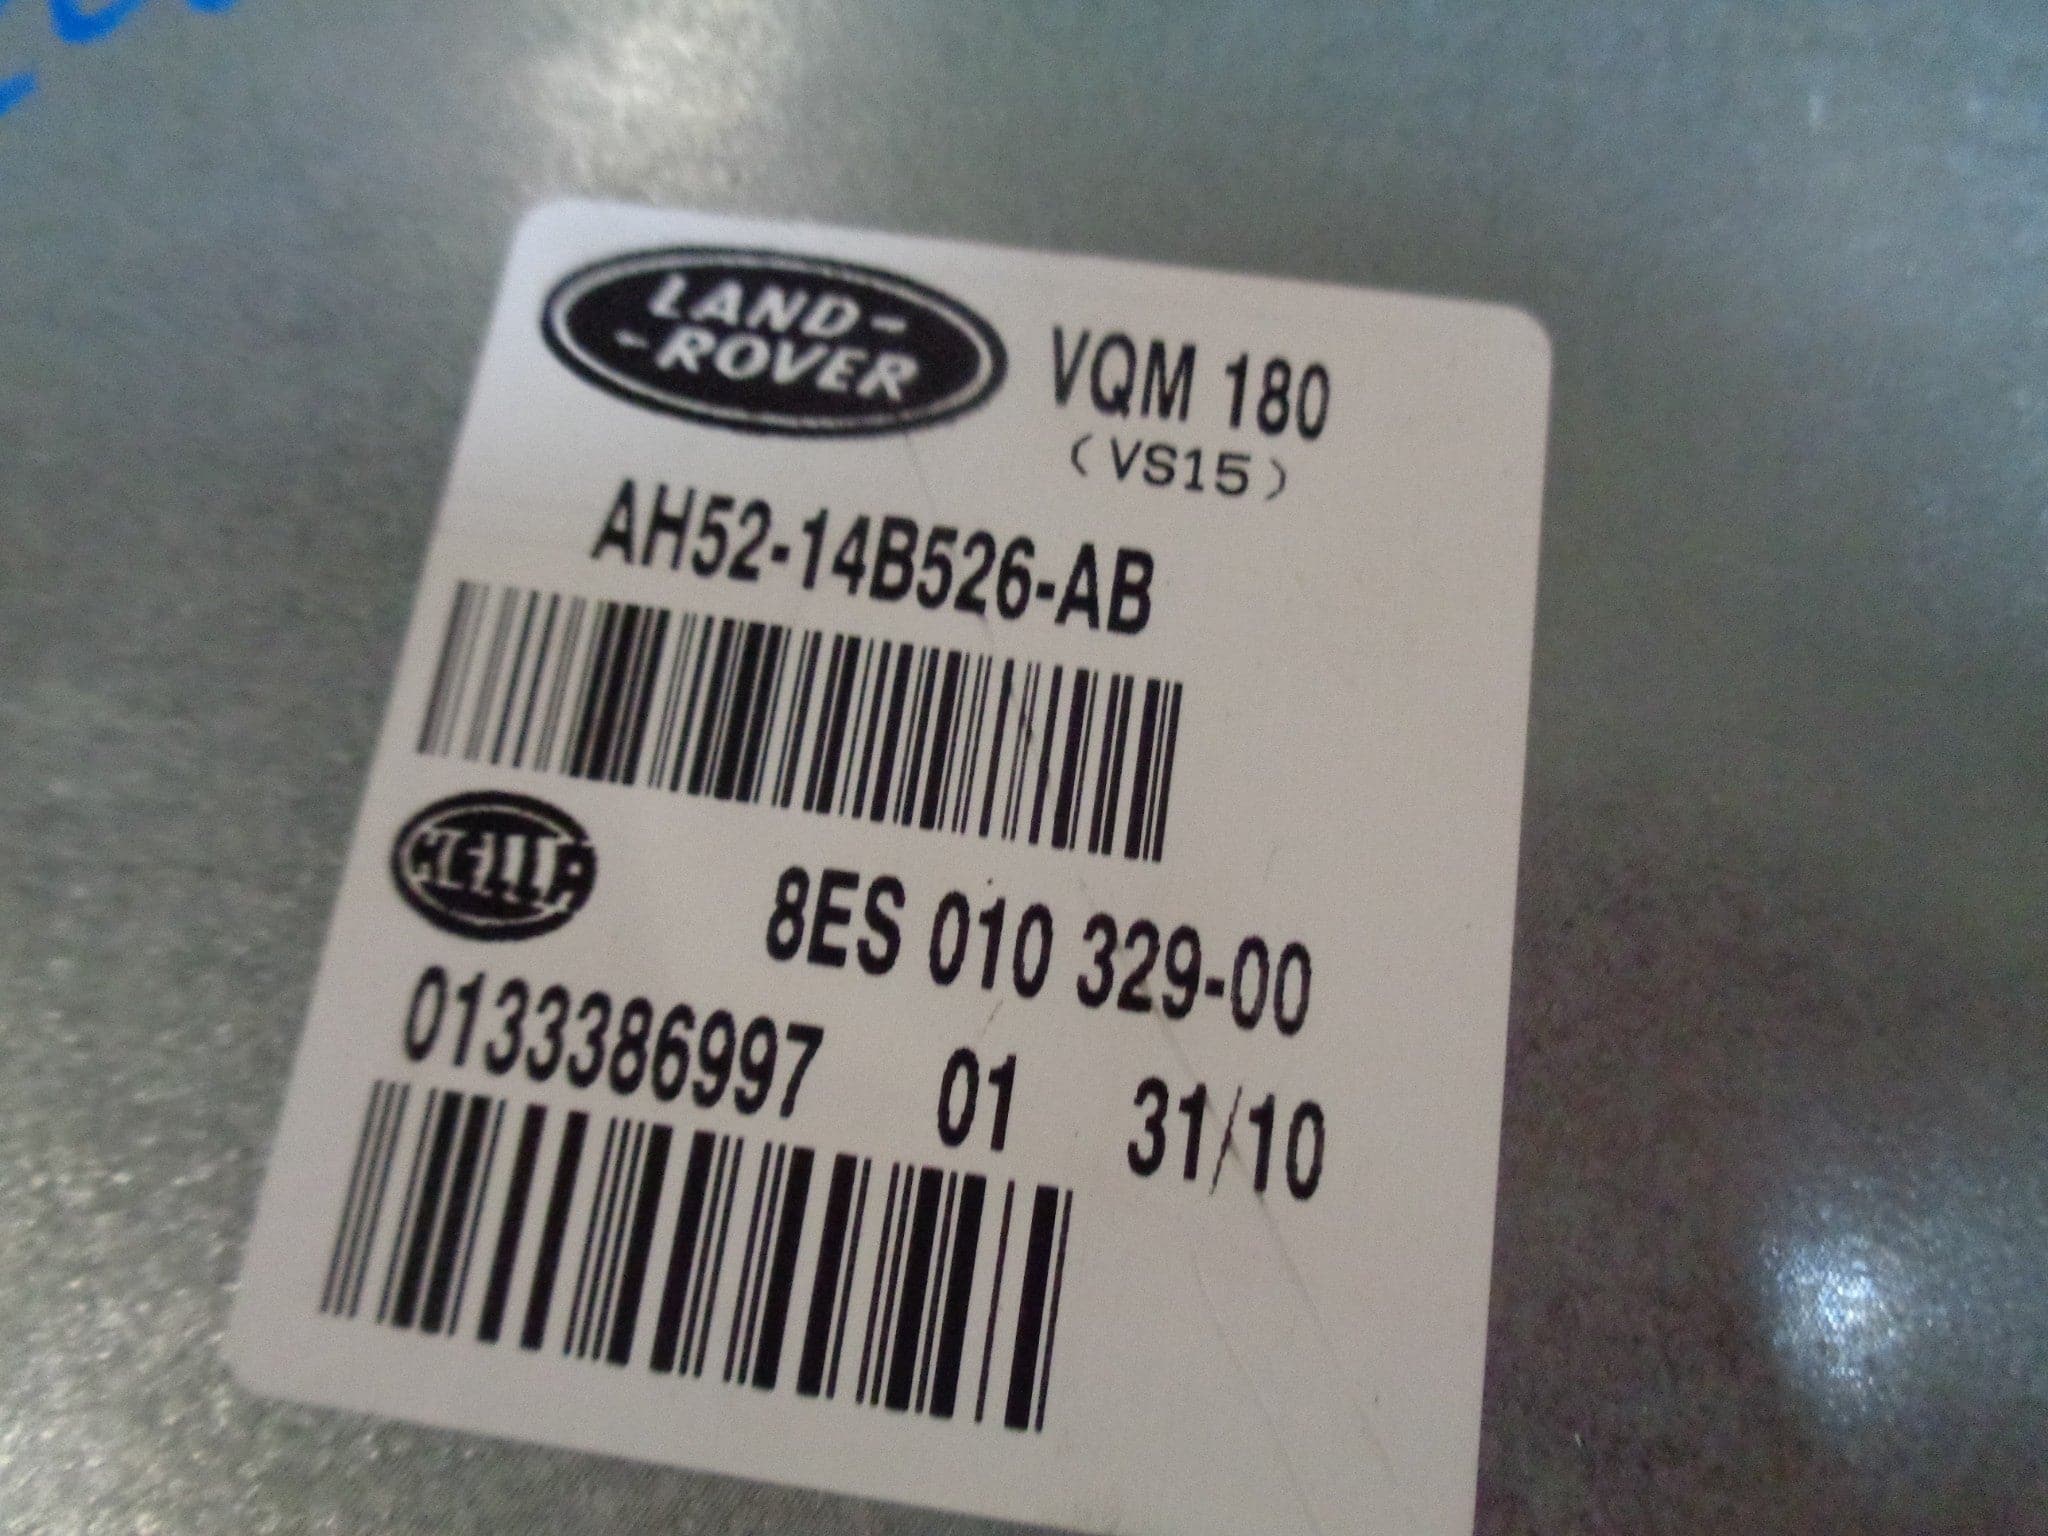 LAND-
-ROVER
VQM 180
(VS15)
AH52-14B526-AB
HELLA
8ES 010 329-00
0133386997 01 31/10